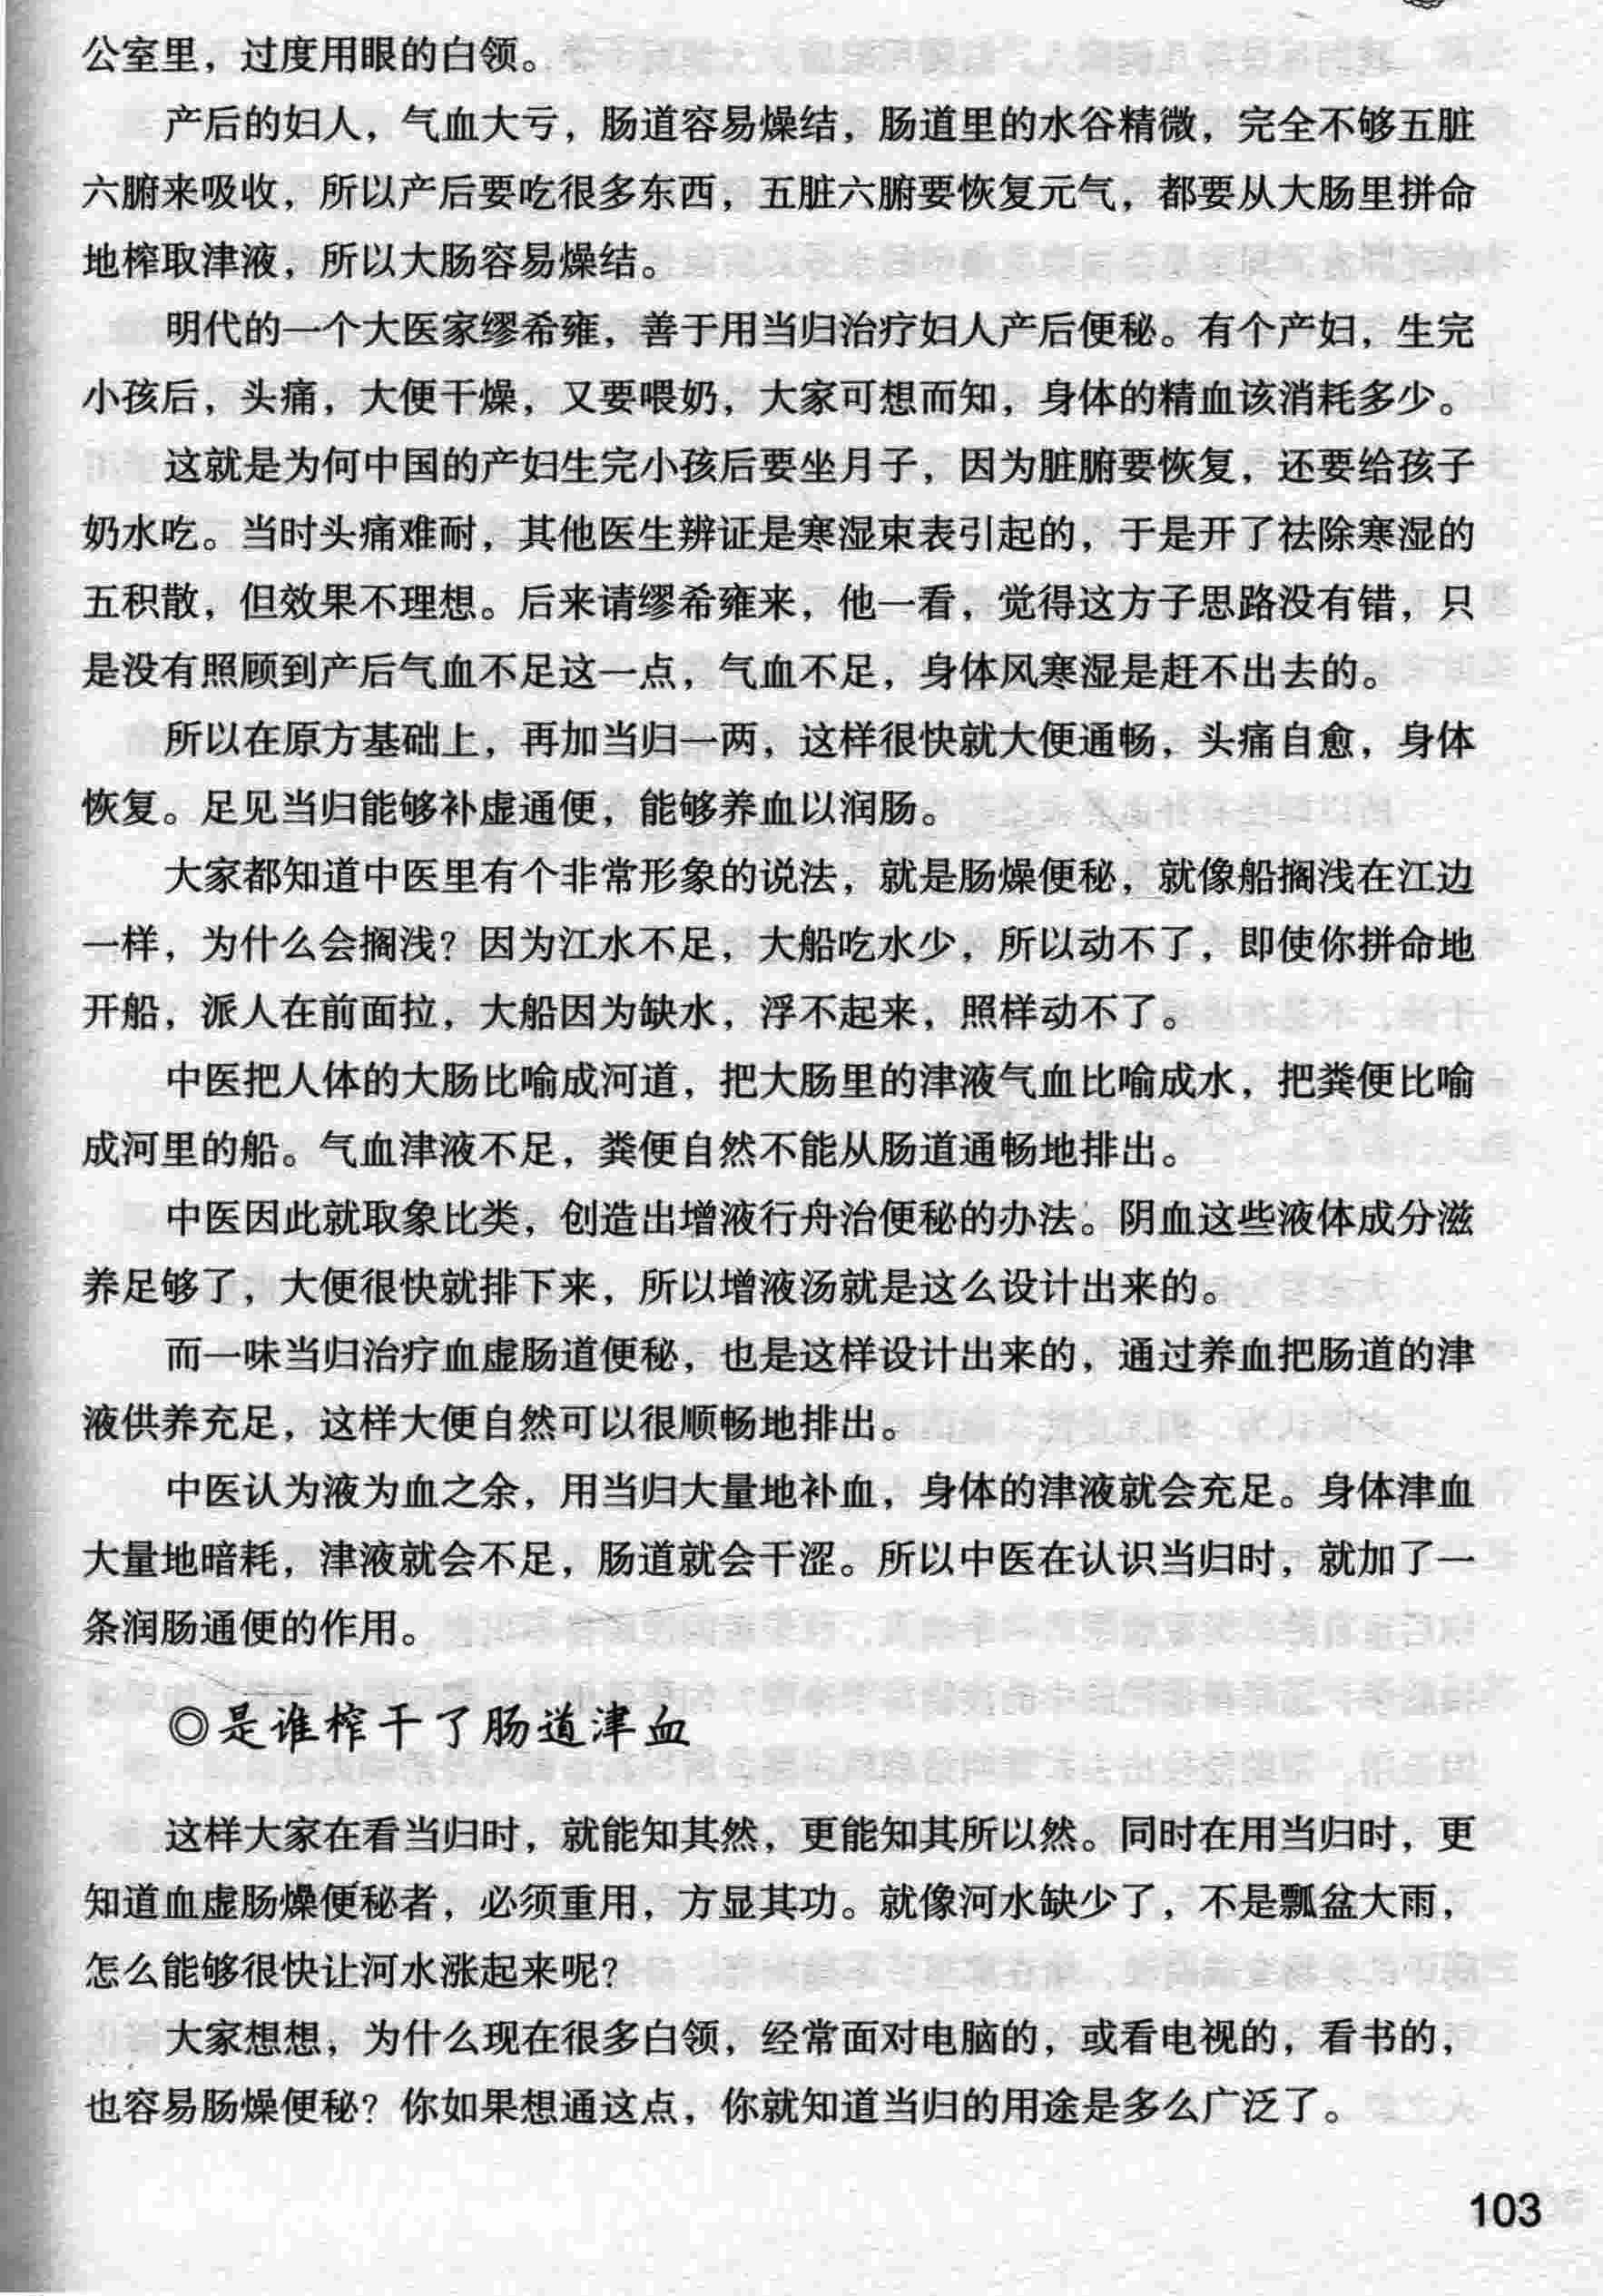 公室里，过度用眼的白领。
产后的妇人，气血大亏，肠道容易燥结，肠道里的水谷精微，完全不够五脏
六腑来吸收，所以产后要吃很多东西，五脏六腑要恢复元气，都要从大肠里拼命
地榨取津液，所以大肠容易燥结。
明代的一个大医家缪希雍，善于用当归治疗妇人产后便秘。有个产妇，生完
小孩后，头痛，大便干燥，又要喂奶，大家可想而知，身体的精血该消耗多少。
这就是为何中国的产妇生完小孩后要坐月子，因为脏腑要恢复，还要给孩子
奶水吃。当时头痛难耐，其他医生辨证是寒湿束表引起的，于是开了祛除寒湿的
五积散，但效果不理想。后来请缪希雍来，他一看，觉得这方子思路没有错，只
是没有照顾到产后气血不足这一点，气血不足，身体风寒湿是赶不出去的。
所以在原方基础上，再加当归一两，这样很快就大便通畅，头痛自愈，身体
恢复。足见当归能够补虚通便，能够养血以润肠。
大家都知道中医里有个非常形象的说法，就是肠燥便秘，就像船搁浅在江边
一样，为什么会搁浅？因为江水不足，大船吃水少，所以动不了，即使你拼命地
开船，派人在前面拉，大船因为缺水，浮不起来，照样动不了。
中医把人体的大肠比喻成河道，把大肠里的津液气血比喻成水，把粪便比喻
成河里的船。气血津液不足，粪便自然不能从肠道通畅地排出。
中医因此就取象比类，创造出增液行舟治便秘的办法。阴血这些液体成分滋
养足够了，大便很快就排下来，所以增液汤就是这么设计出来的。
而一味当归治疗血虚肠道便秘，也是这样设计出来的，通过养血把肠道的津
液供养充足，这样大便自然可以很顺畅地排出。
中医认为液为血之余，用当归大量地补血，身体的津液就会充足。身体津血
大量地暗耗，津液就会不足，肠道就会干涩。所以中医在认识当归时，就加了一
条润肠通便的作用。
◎是谁榨干了肠道津血
这样大家在看当归时，就能知其然，更能知其所以然。同时在用当归时，更
知道血虚肠燥便秘者，必须重用，方显其功。就像河水缺少了，不是瓢盆大雨，
怎么能够很快让河水涨起来呢？
大家想想，为什么现在很多白领，经常面对电脑的，或看电视的，看书的，
也容易肠燥便秘？你如果想通这点，你就知道当归的用途是多么广泛了。
103